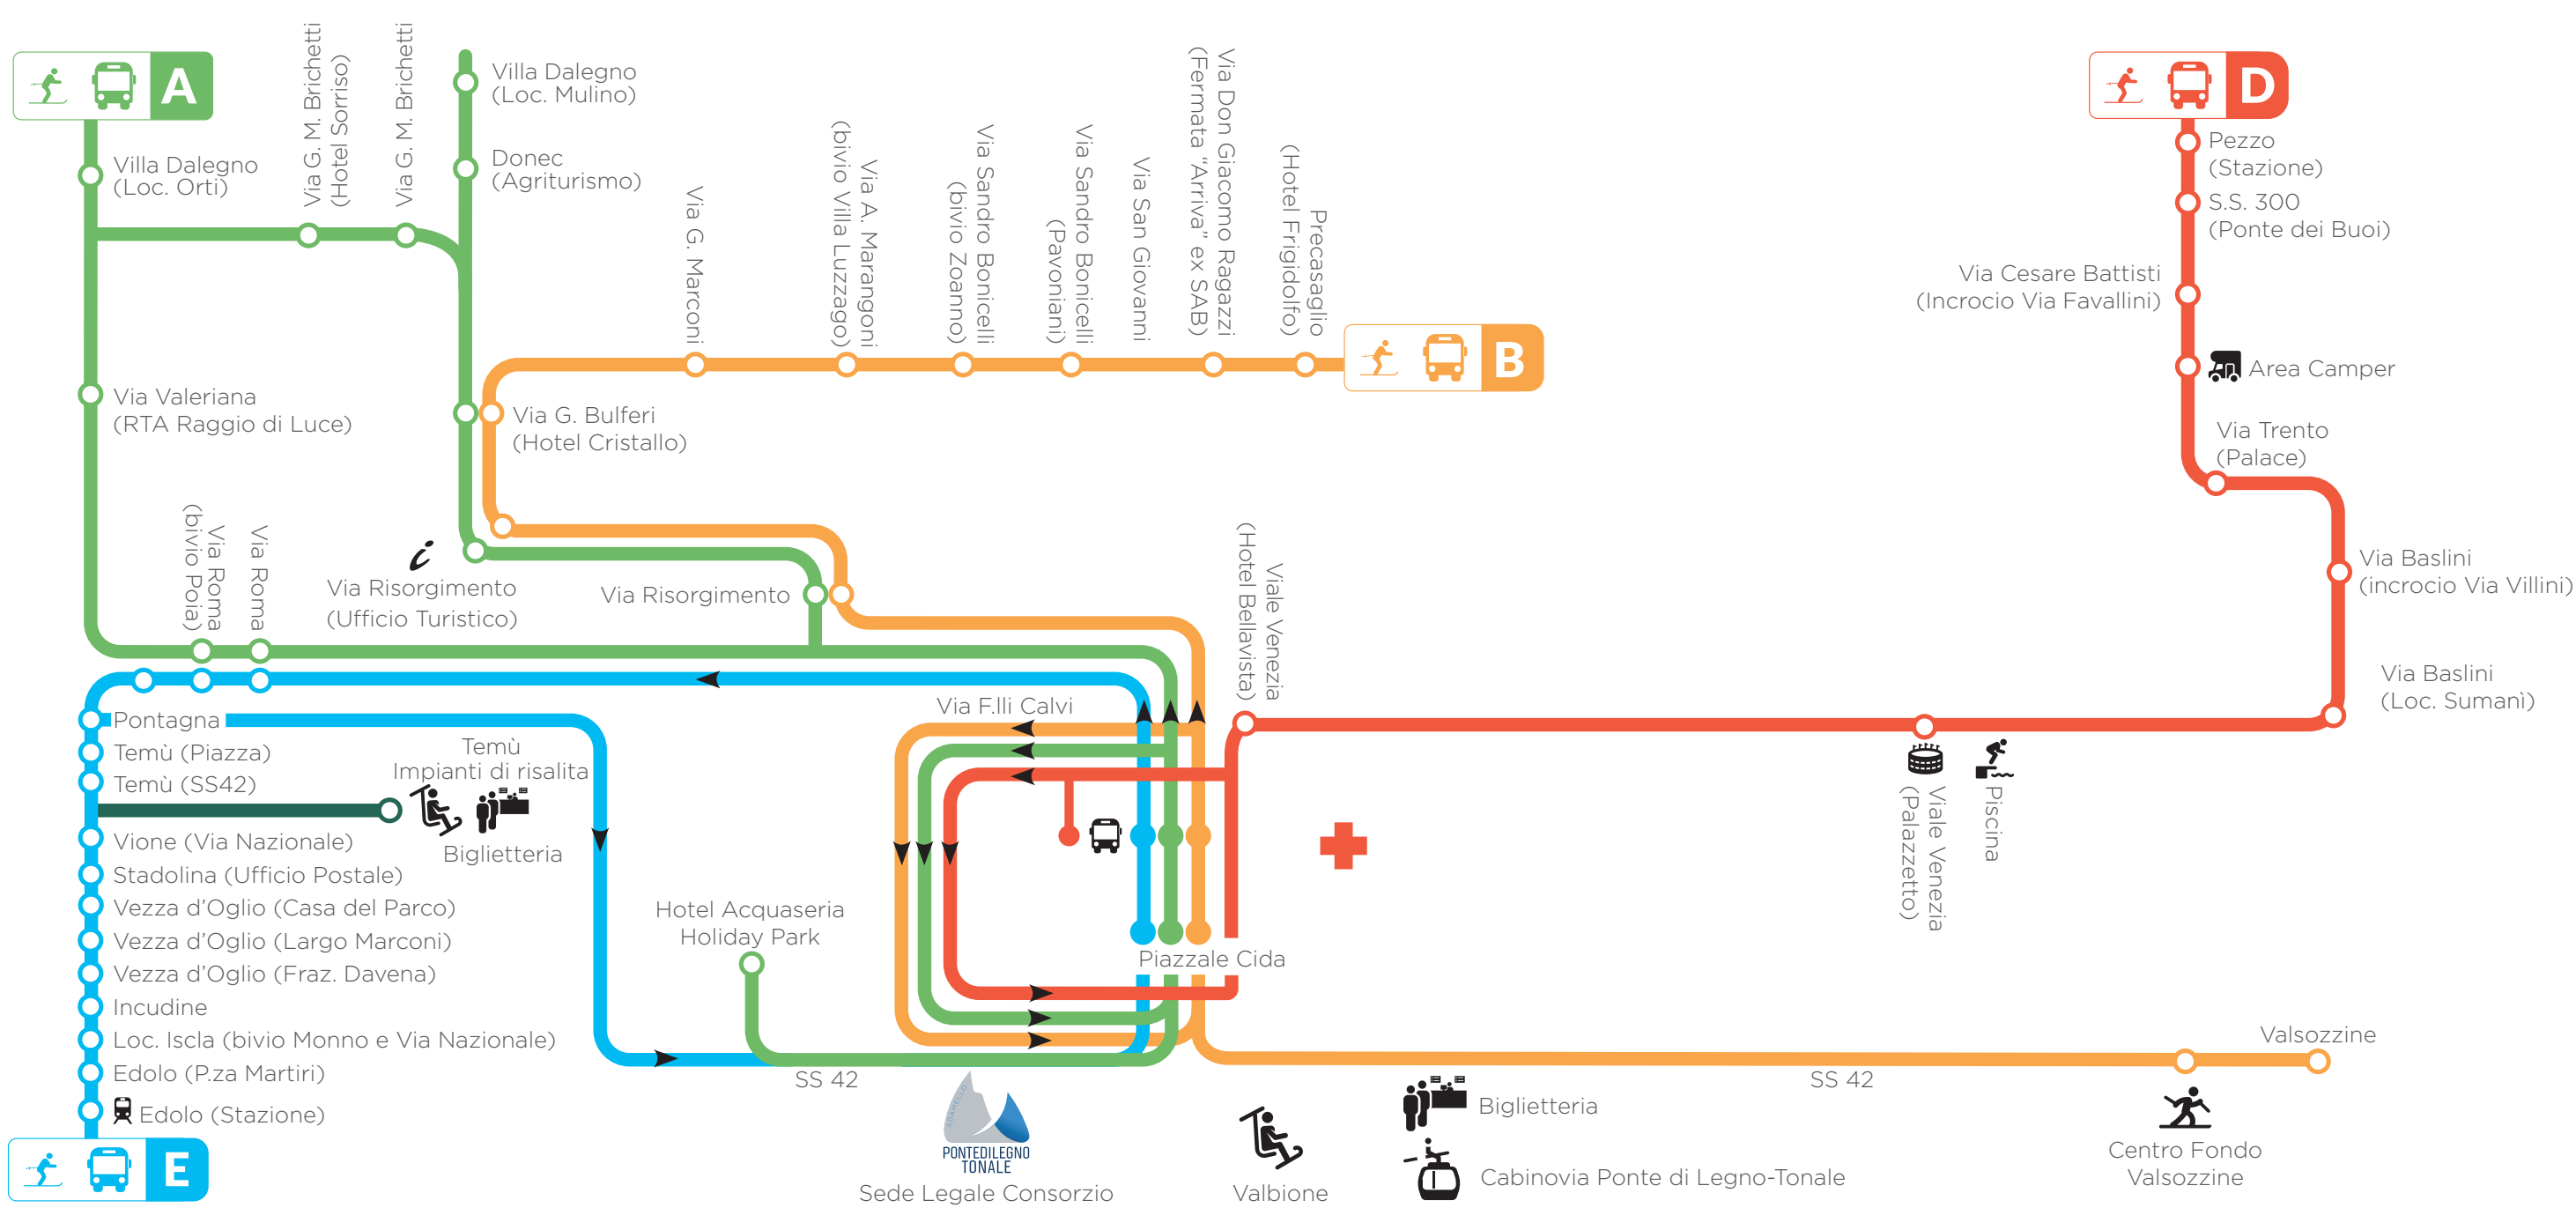 A
Villa Dalegno
(Loc. Orti)
Via G. M. Brichetti
(Hotel Sorriso)
Via G. M. Brichetti
Villa Dalegno
(Loc. Mulino)
Donec
(Agriturismo)
Via G. Marconi
Via A. Marangoni
(bivio Villa Luzzago)
Via Sandro Bonicelli
(bivio Zoanno)
Via Sandro Bonicelli
(Pavoniani)
Via San Giovanni
Via Don Giacomo Ragazzi
(Fermata "Arriva" ex SAB)
Precasaglio
(Hotel Frigidolfo)
B
D
Pezzo
(Stazione)
S.S. 300
(Ponte dei Buoi)
Via Cesare Battisti
(Incrocio Via Favallini)
Area Camper
Via Trento
(Palace)
Via Baslini
(incrocio Via Villini)
Via Baslini
(Loc. Sumanì)
Via Valeriana
(RTA Raggio di Luce)
Via G. Bulferi
(Hotel Cristallo)
Via Roma
(bivio Poia)
Via Roma
i
Via Risorgimento
(Ufficio Turistico)
Via Risorgimento
Viale Venezia
(Hotel Bellavista)
Via F.lli Calvi
Viale Venezia
(Palazzetto)
Piscina
Pontagna
Temù (Piazza)
Temù (SS42)
Temù
Impianti di risalita
Biglietteria
Vione (Via Nazionale)
Stadolina (Ufficio Postale)
Vezza d'Oglio (Casa del Parco)
Vezza d'Oglio (Largo Marconi)
Vezza d'Oglio (Fraz. Davena)
Incudine
Loc. Iscla (bivio Monno e Via Nazionale)
Edolo (P.za Martiri)
Edolo (Stazione)
E
Hotel Acquaseria
Holiday Park
Piazzale Cida
SS 42
SS 42
Valsozzine
Centro Fondo
Valsozzine
ADAMELLO
PONTEDILEGNO
TONALE
Sede Legale Consorzio
Valbione
Biglietteria
Cabinovia Ponte di Legno-Tonale